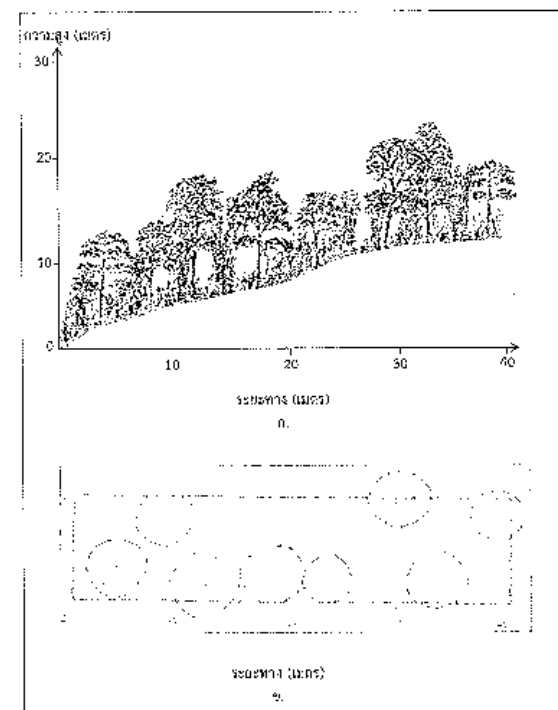 ความสูง (เมตร)
30
20
10
0
10 20 30 40
ระยะทาง (เมตร)
ก.
ระยะทาง (เมตร)
ข.